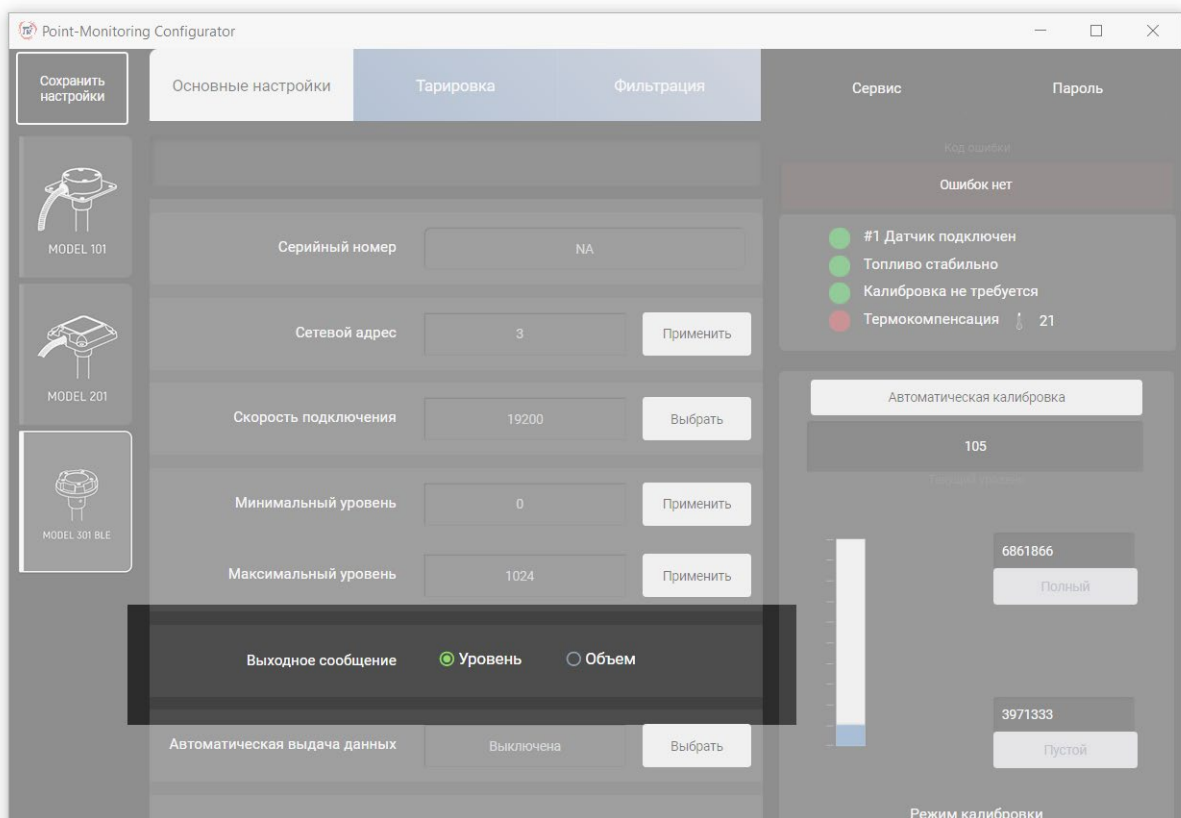 Point-Monitoring Configurator
Сохранить
настройки
Основные настройки
Тарировка
Фильтрация
Сервис
Пароль
MODEL 101
MODEL 201
MODEL 301 BLE
Серийный номер
NA
Сетевой адрес
3
Применить
Скорость подключения
19200
Выбрать
Минимальный уровень
0
Применить
Максимальный уровень
1024
Применить
Выходное сообщение
Уровень
Объем
Автоматическая выдача данных
Выключена
Выбрать
Код ошибки
Ошибок нет
#1 Датчик подключен
Топливо стабильно
Калибровка не требуется
Термокомпенсация
21
Автоматическая калибровка
105
Текущий уровень
6861866
Полный
3971333
Пустой
Режим калибровки